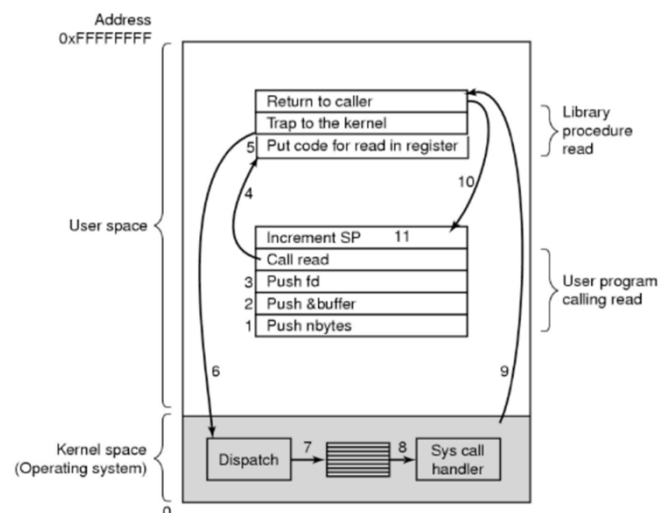 Address
0xFFFFFFFF
Return to caller
Trap to the kernel
5 Put code for read in register
Library
procedure
read
4
10
User space
Increment SP 11
Call read
3 Push fd
2 Push &buffer
1 Push nbytes
User program
calling read
6
9
Kernel space
(Operating system)
Dispatch
7
8
Sys call
handler
0